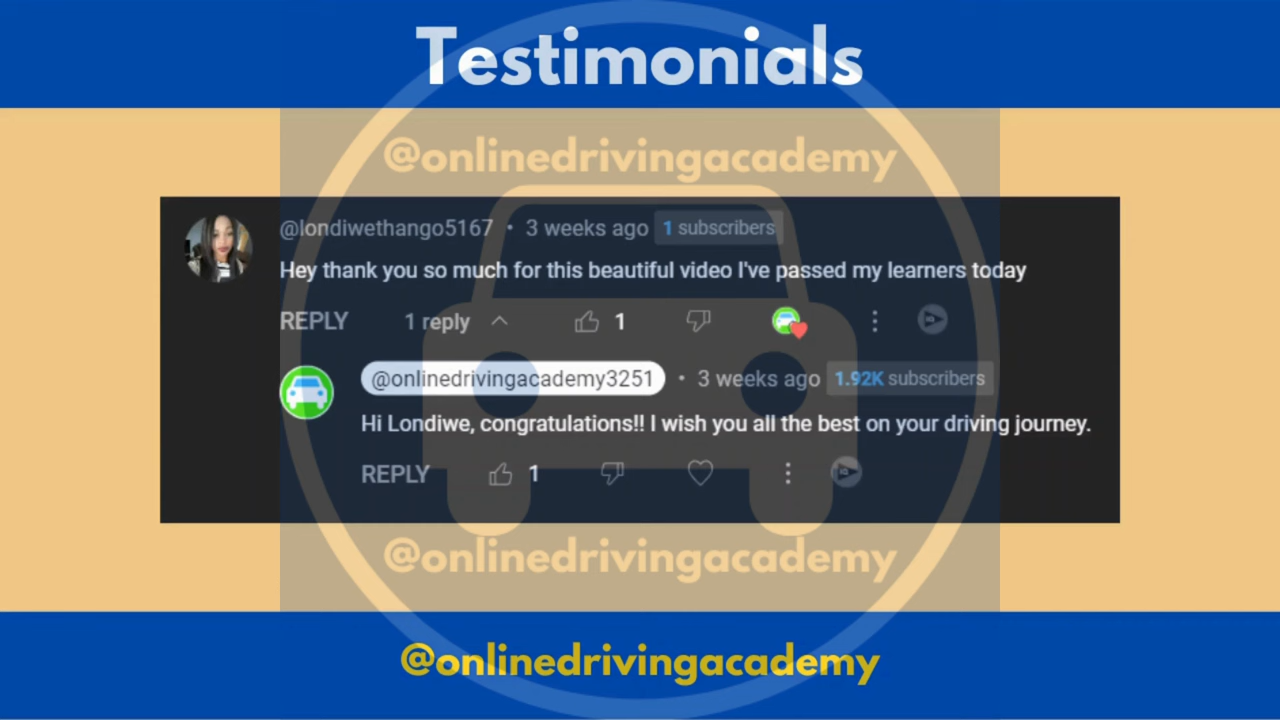 Testimonials
@onlinedrivingacademy
@londiwethango5167 • 3 weeks ago 1 subscribers
Hey thank you so much for this beautiful video I've passed my learners today
REPLY 1 reply 1
@onlinedrivingacademy3251 • 3 weeks ago 1.92K subscribers
Hi Londiwe, congratulations!! I wish you all the best on your driving journey.
REPLY 1
@onlinedrivingacademy
@onlinedrivingacademy